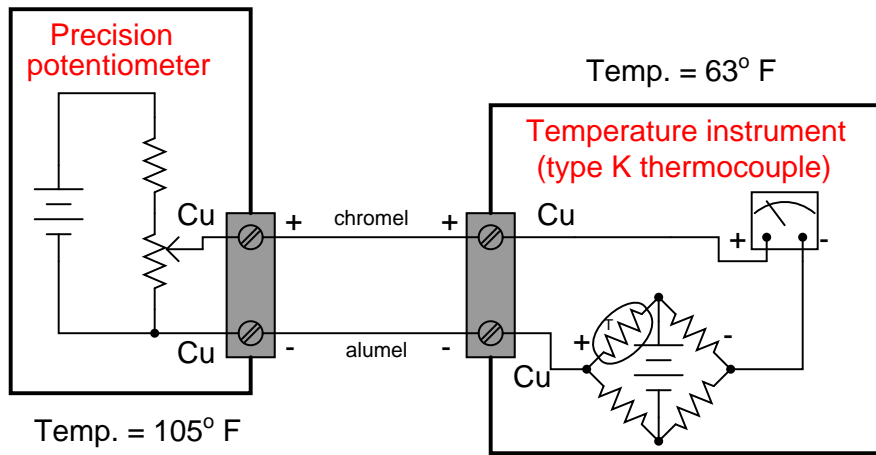 Precision
potentiometer
Temp. = 63° F
Temperature instrument
(type K thermocouple)
Cu
+
chromel
+
Cu
+
-
T
+
-
Cu
-
alumel
-
Cu
Temp. = 105° F